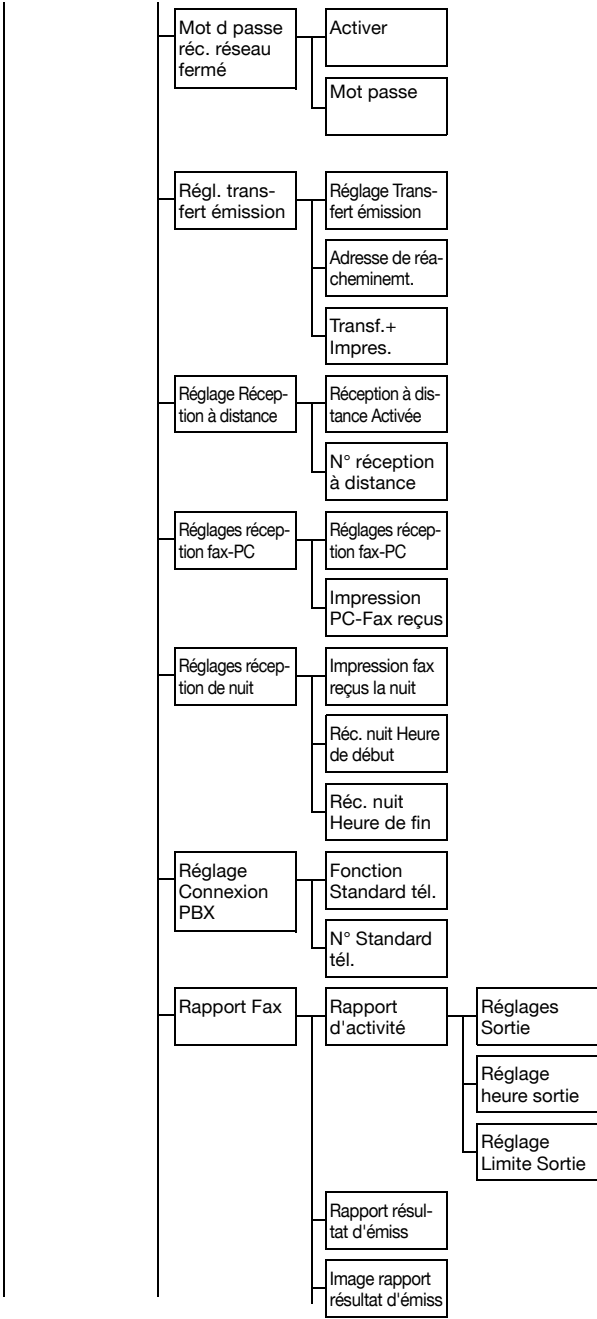 Mot d passe
réc. réseau
fermé
Activer
Mot passe
Régl. trans-
fert émission
Réglage Trans-
fert émission
Adresse de réa-
cheminemt.
Transf.+
Impres.
Réglage Récep-
tion à distance
Réception à dis-
tance Activée
N° réception
à distance
Réglages récep-
tion fax-PC
Réglages récep-
tion fax-PC
Impression
PC-Fax reçus
Réglages récep-
tion de nuit
Impression fax
reçus la nuit
Réc. nuit Heure
de début
Réc. nuit
Heure de fin
Réglage
Connexion
PBX
Fonction
Standard tél.
N° Standard
tél.
Rapport Fax
Rapport
d'activité
Réglages
Sortie
Réglage
heure sortie
Réglage
Limite Sortie
Rapport résul-
tat d'émiss
Image rapport
résultat d'émiss